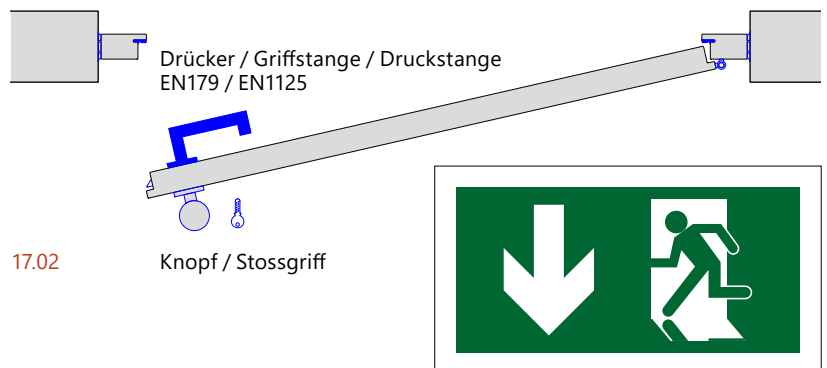 Drücker / Griffstange / Druckstange
EN179 / EN1125
17.02
Knopf / Stossgriff